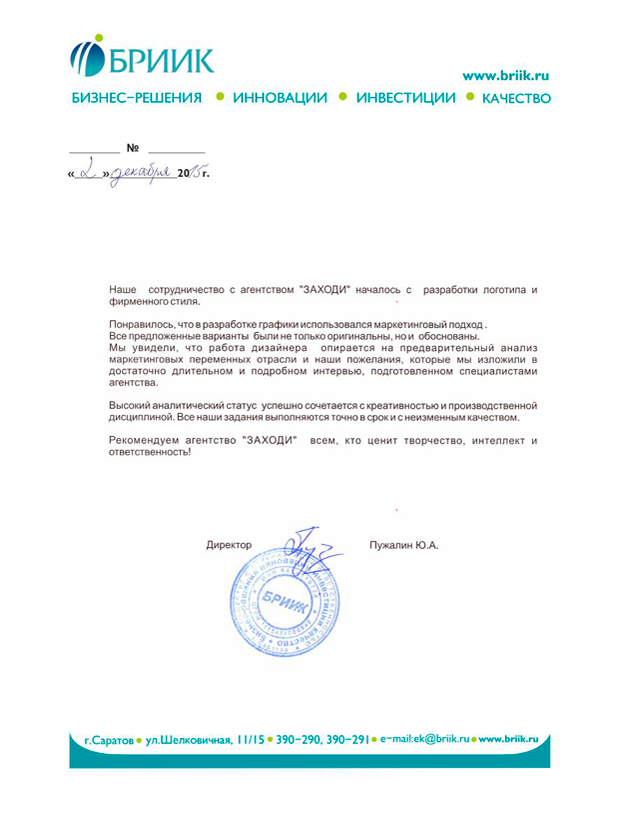 БРИИК
www.briik.ru
БИЗНЕС-РЕШЕНИЯ • ИННОВАЦИИ • ИНВЕСТИЦИИ • КАЧЕСТВО
№
«2» декабря 2015 г.
Наше сотрудничество с агентством "ЗАХОДИ" началось с разработки логотипа и
фирменного стиля.
Понравилось, что в разработке графики использовался маркетинговый подход .
Все предложенные варианты были не только оригинальны, но и обоснованы.
Мы увидели, что работа дизайнера опирается на предварительный анализ
маркетинговых переменных отрасли и наши пожелания, которые мы изложили в
достаточно длительном и подробном интервью, подготовленном специалистами
агентства.
Высокий аналитический статус успешно сочетается с креативностью и производственной
дисциплиной. Все наши задания выполняются точно в срок и с неизменным качеством.
Рекомендуем агентство "ЗАХОДИ" всем, кто ценит творчество, интеллект и
ответственность!
Директор Пужалин Ю.А.
БРИИК
г.Саратов • ул.Шелковичная, 11/15 • 390-290, 390-291 • e-mail:ek@briik.ru • www.briik.ru